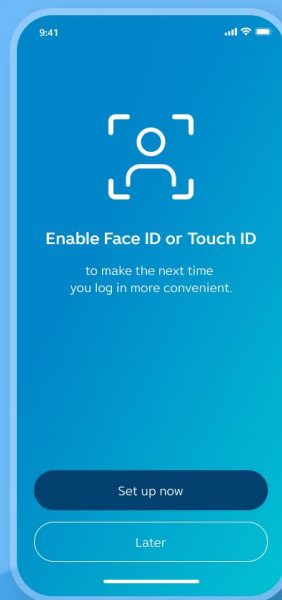 9:41
Enable Face ID or Touch ID
to make the next time
you log in more convenient.
Set up now
Later